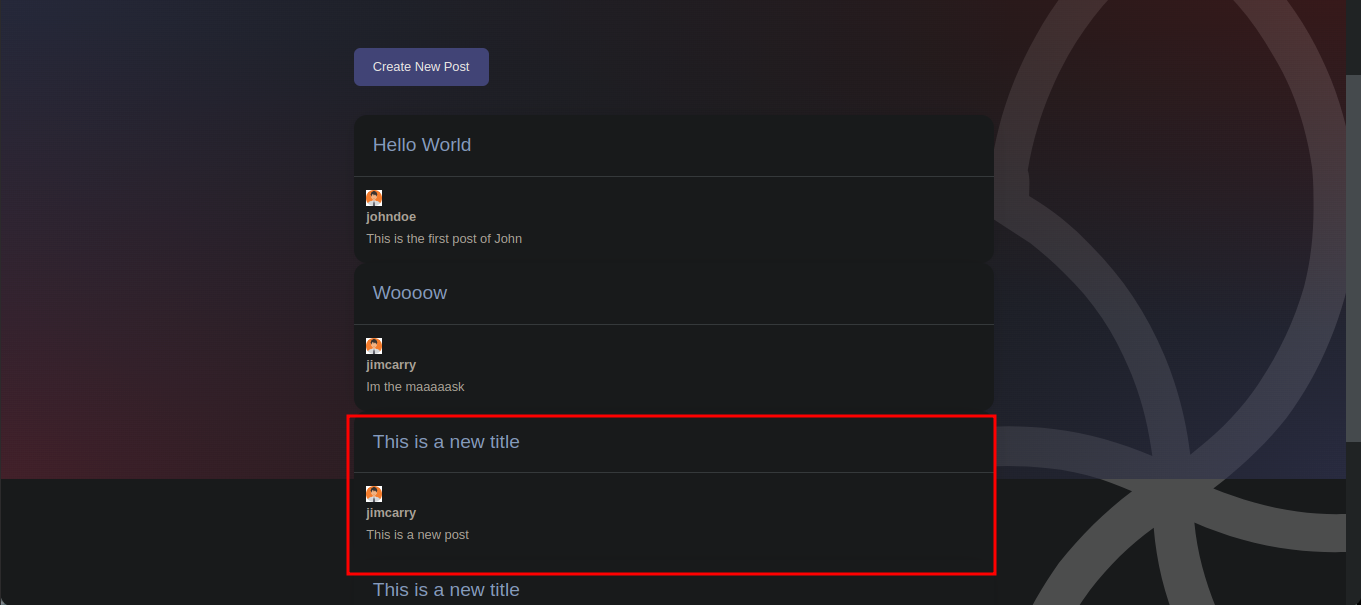 Create New Post
Hello World
johndoe
This is the first post of John
Woooow
jimcarry
Im the maaaaask
This is a new title
jimcarry
This is a new post
This is a new title